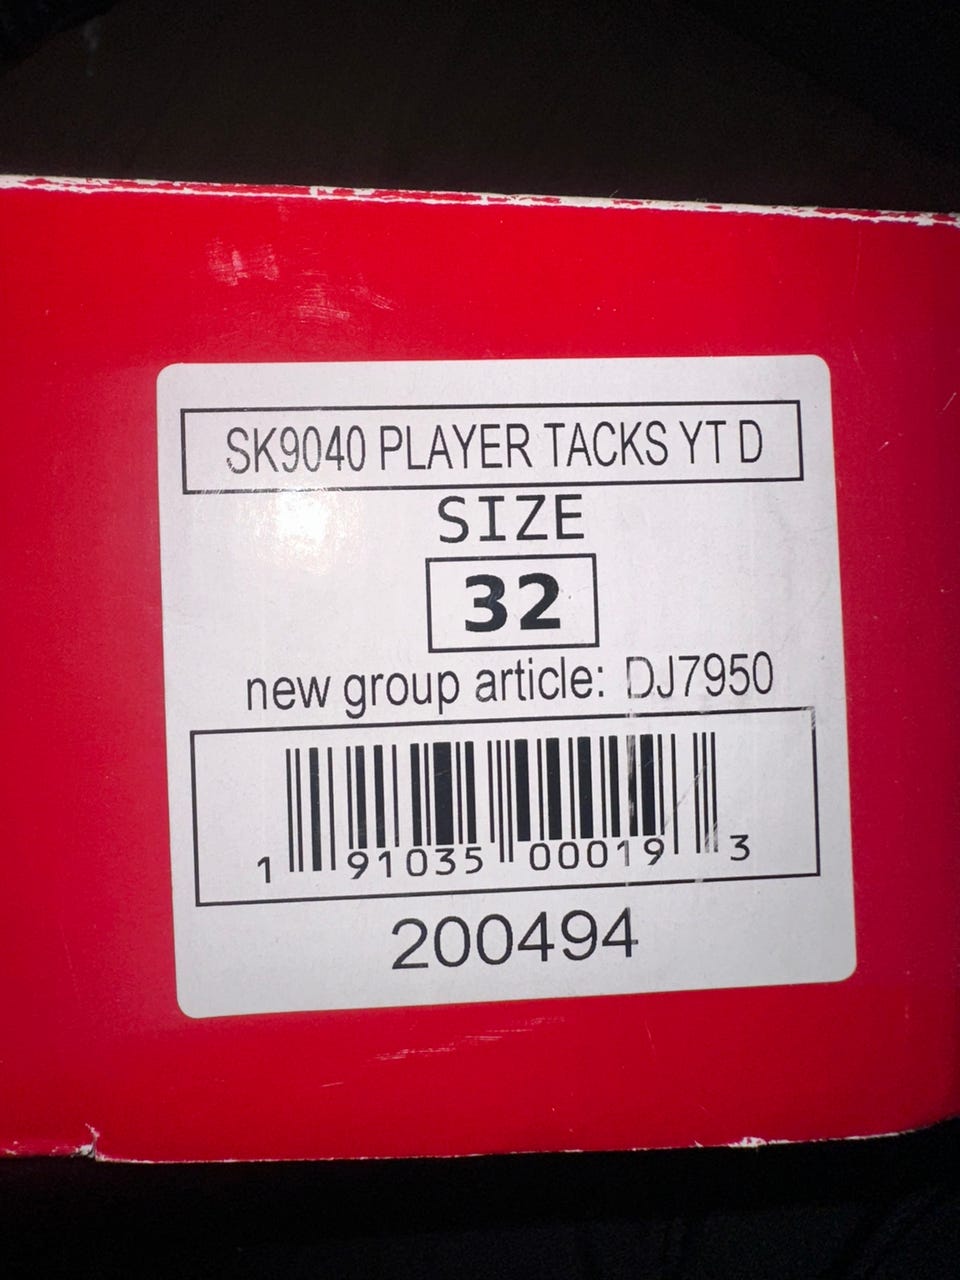 SK9040 PLAYER TACKS YT D
SIZE
32
new group article: DJ7950
1 91035 00019 3
200494